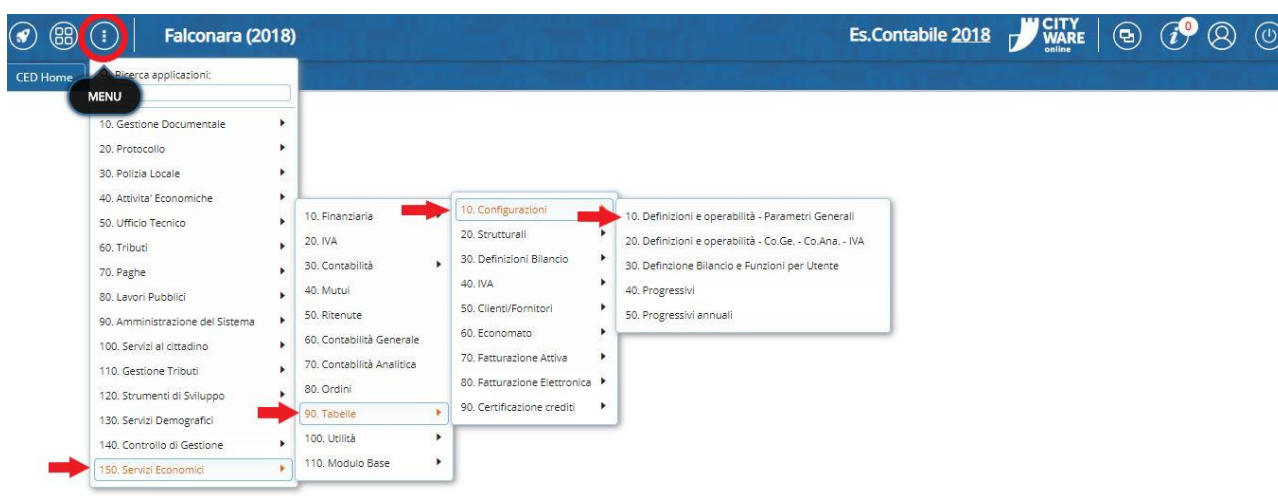 Falconara (2018)
Es.Contabile 2018
CITY
WARE
online
0
CED Home
Ricerca applicazioni:
MENU
10. Gestione Documentale
20. Protocollo
30. Polizia Locale
40. Attivita' Economiche
50. Ufficio Tecnico
60. Tributi
70. Paghe
80. Lavori Pubblici
90. Amministrazione del Sistema
100. Servizi al cittadino
110. Gestione Tributi
120. Strumenti di Sviluppo
130. Servizi Demografici
140. Controllo di Gestione
150. Servizi Economici
10. Finanziaria
20. IVA
30. Contabilità
40. Mutui
50. Ritenute
60. Contabilità Generale
70. Contabilità Analitica
80. Ordini
90. Tabelle
100. Utilità
110. Modulo Base
10. Configurazioni
20. Strutturali
30. Definizioni Bilancio
40. IVA
50. Clienti/Fornitori
60. Economato
70. Fatturazione Attiva
80. Fatturazione Elettronica
90. Certificazione crediti
10. Definizioni e operabilità - Parametri Generali
20. Definizioni e operabilità - Co.Ge. - Co.Ana. - IVA
30. Definzione Bilancio e Funzioni per Utente
40. Progressivi
50. Progressivi annuali